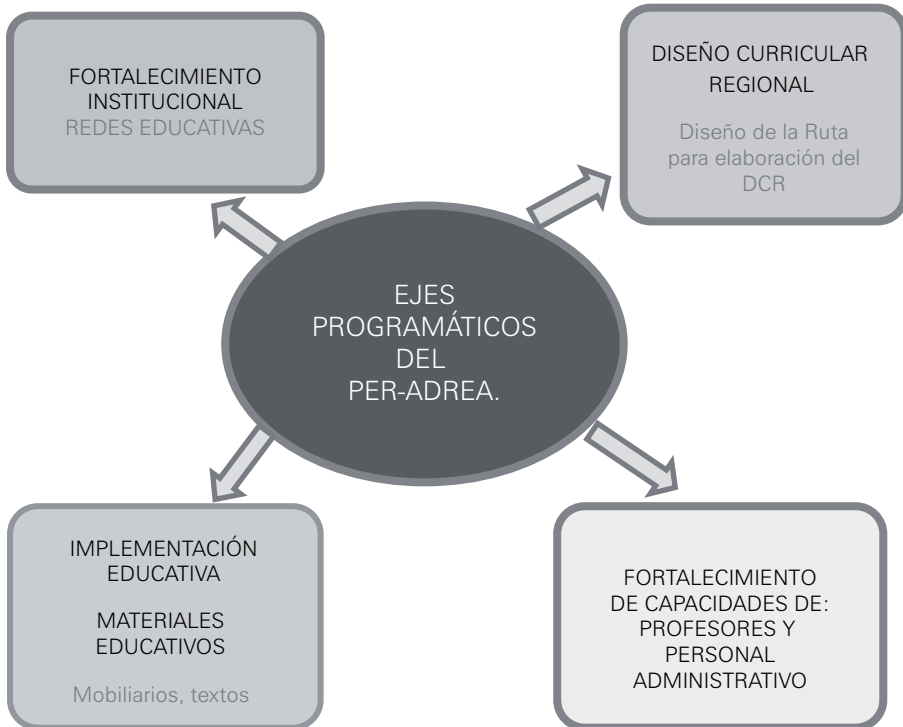 FORTALECIMIENTO
INSTITUCIONAL
REDES EDUCATIVAS
DISEÑO CURRICULAR
REGIONAL
Diseño de la Ruta
para elaboración del
DCR
EJES
PROGRAMÁTICOS
DEL
PER-ADREA.
IMPLEMENTACIÓN
EDUCATIVA
MATERIALES
EDUCATIVOS
Mobiliarios, textos
FORTALECIMIENTO
DE CAPACIDADES DE:
PROFESORES Y
PERSONAL
ADMINISTRATIVO